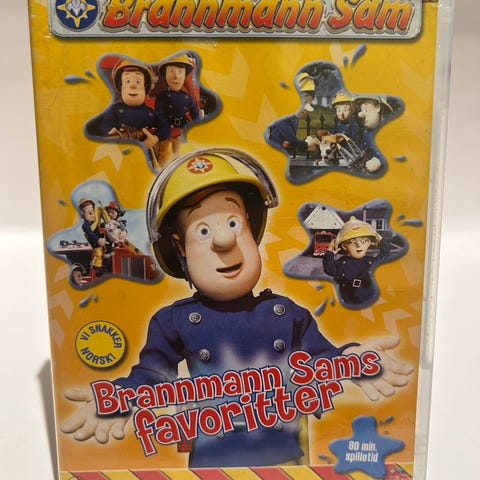 Brannmann Sam
VI SNAKKER
NORSK!
Brannmann Sams
favoritter
90 min.
spilletid